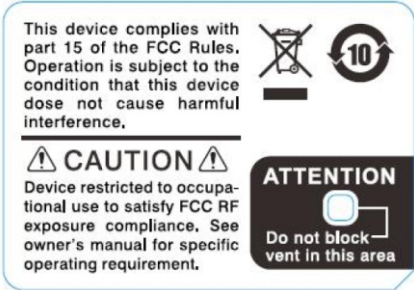 This device complies with
part 15 of the FCC Rules.
Operation is subject to the
condition that this device
dose not cause harmful
interference.
CAUTION
Device restricted to occupa-
tional use to satisfy FCC RF
exposure compliance. See
owner's manual for specific
operating requirement.
10
ATTENTION
Do not block
vent in this area